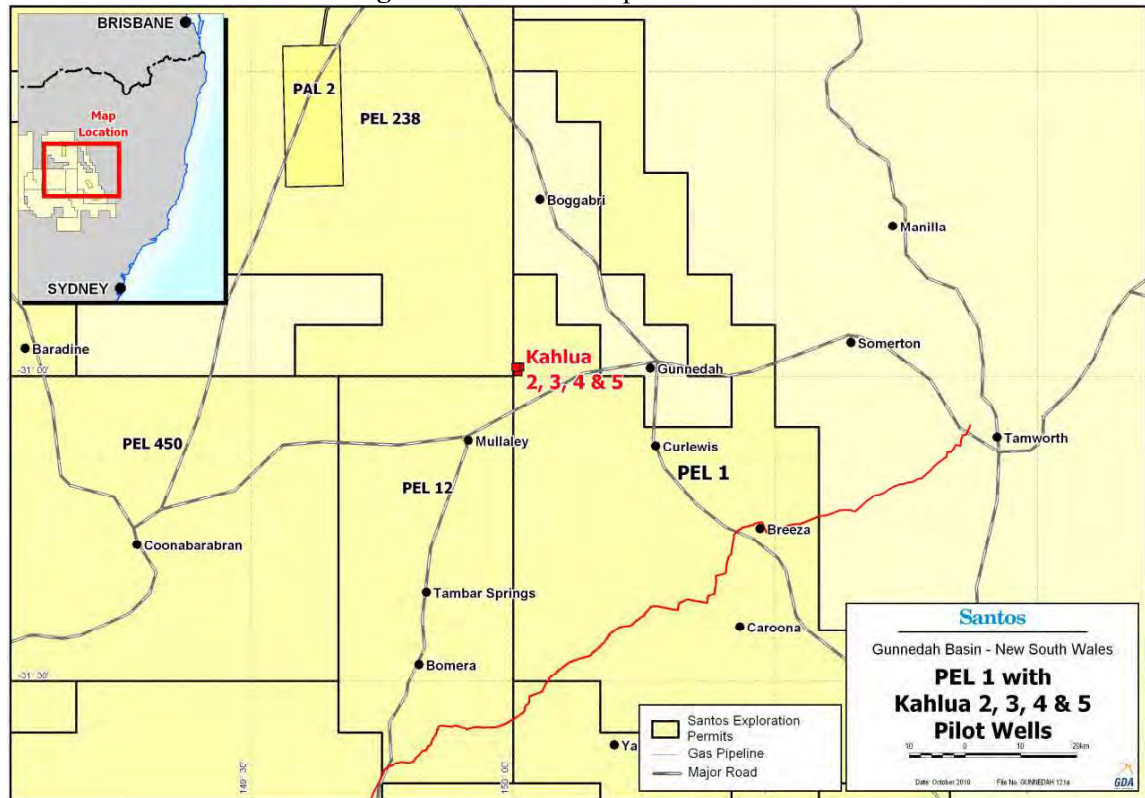 BRISBANE
Map
Location
SYDNEY
PAL 2
PEL 238
Boggabri
Manilla
Baradine
-31°00'
Kahlua
2, 3, 4 & 5
Gunnedah
Somerton
PEL 450
Mullaley
Curlewis
Tamworth
PEL 12
PEL 1
Breeza
Coonabarabran
Tambar Springs
Caroona
Bomera
-31°00'
149°30'
150°00'
Ya
Santos Exploration
Permits
Gas Pipeline
Major Road
Santos
Gunnedah Basin - New South Wales
PEL 1 with
Kahlua 2, 3, 4 & 5
Pilot Wells
10 0 10 20km
Date: October 2010 File No. GUNNEDAH 121a
GDA